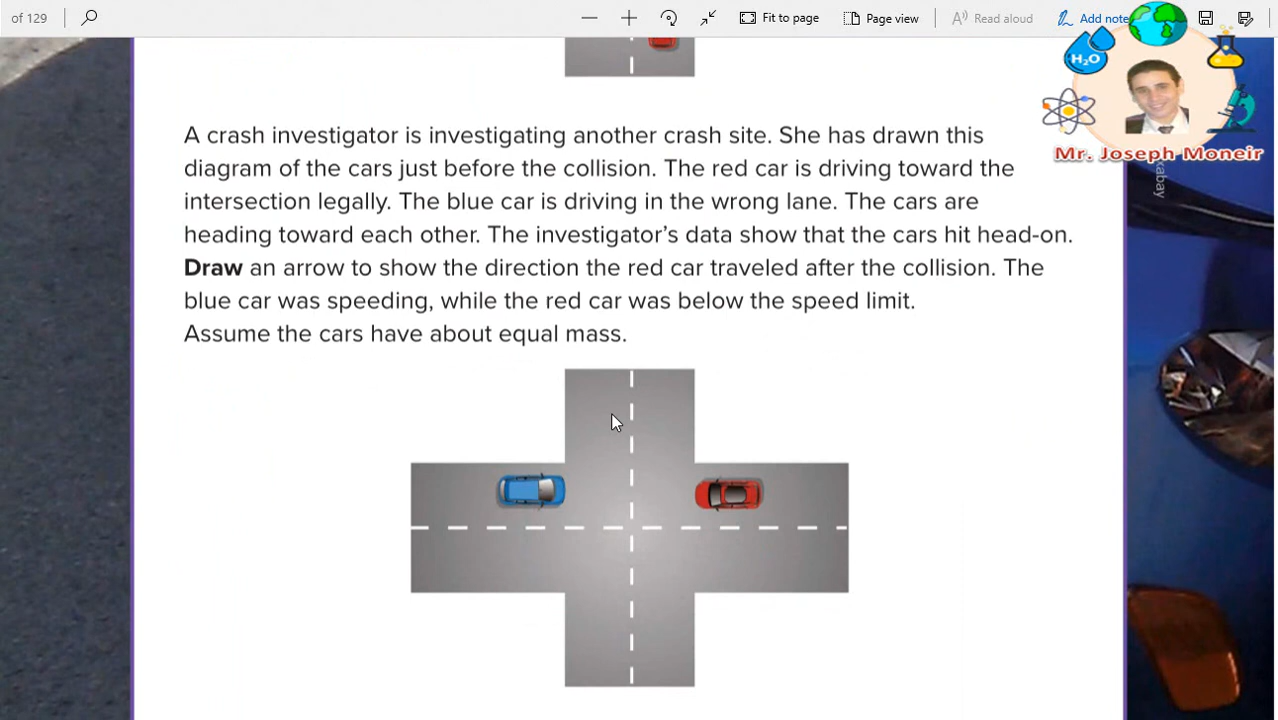 of 129
Fit to page
Page view
Read aloud
Add note
H₂O
Mr. Joseph Moneir
A crash investigator is investigating another crash site. She has drawn this
diagram of the cars just before the collision. The red car is driving toward the
intersection legally. The blue car is driving in the wrong lane. The cars are
heading toward each other. The investigator’s data show that the cars hit head-on.
Draw an arrow to show the direction the red car traveled after the collision. The
blue car was speeding, while the red car was below the speed limit.
Assume the cars have about equal mass.